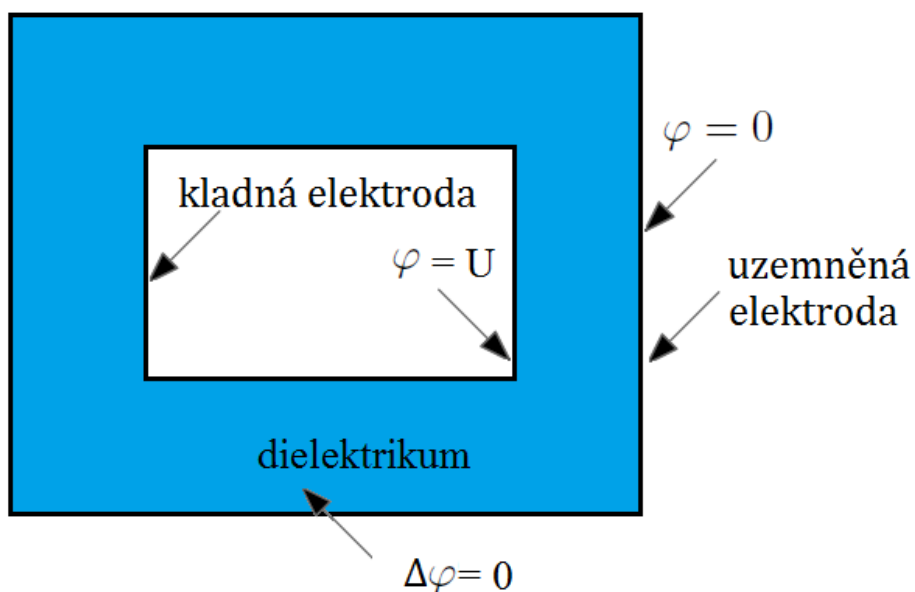 φ = 0
kladná elektroda
φ = U
uzemněná
elektroda
dielektrikum
Δφ= 0